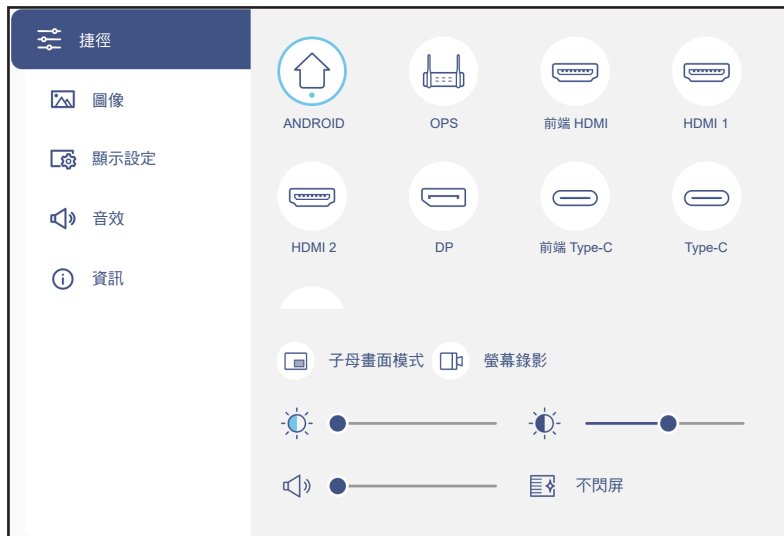 捷徑
圖像
顯示設定
音效
資訊
ANDROID
OPS
前端 HDMI
HDMI 1
HDMI 2
DP
前端 Type-C
Type-C
子母畫面模式
螢幕錄影
不閃屏